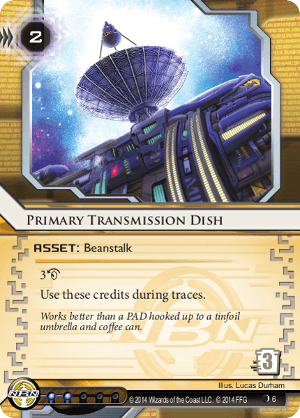 2
PRIMARY TRANSMISSION DISH
ASSET: Beanstalk
3
Use these credits during traces.
Works better than a PAD hooked up to a tinfoil
umbrella and coffee can.
NBN
3
Illus. Lucas Durham
NBN
© 2014 Wizards of the Coast LLC. © 2014 FFG
6